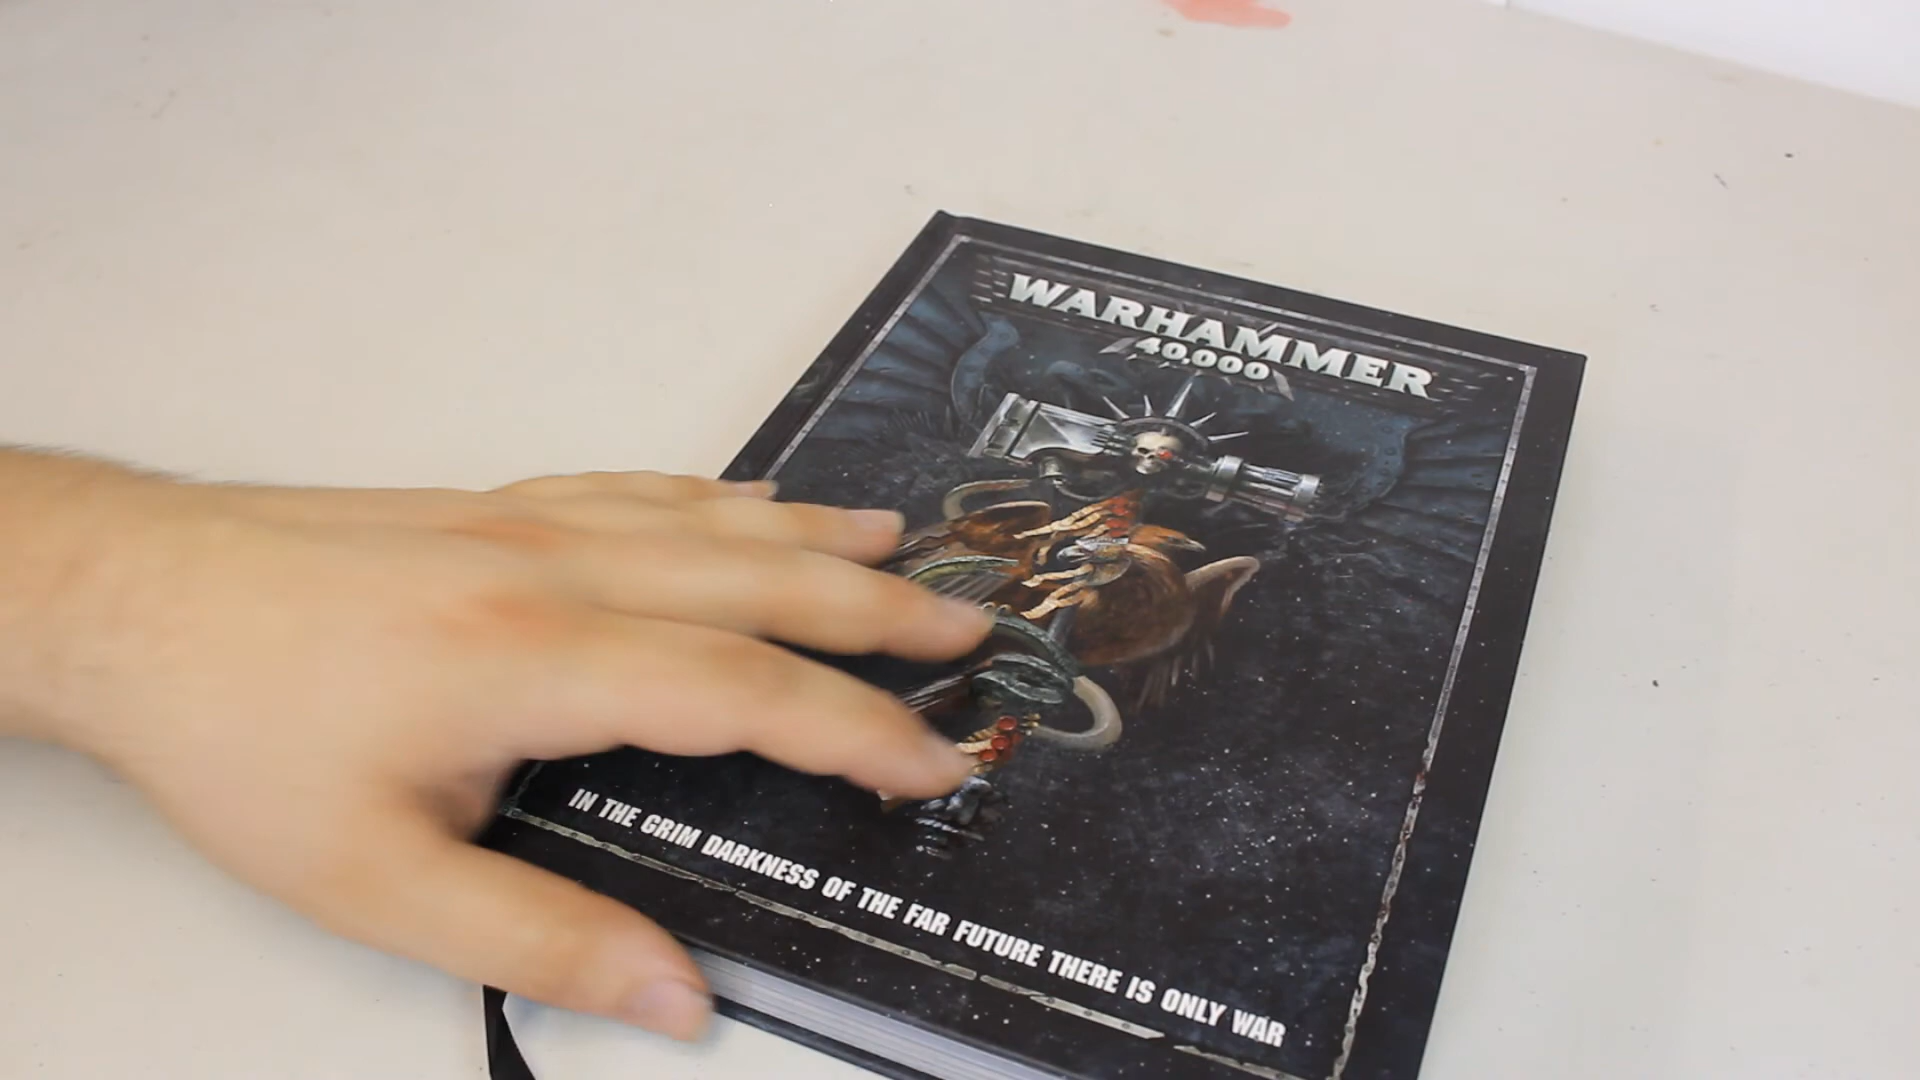 WARHAMMER
40,000
IN THE GRIM DARKNESS OF THE FAR FUTURE THERE IS ONLY WAR